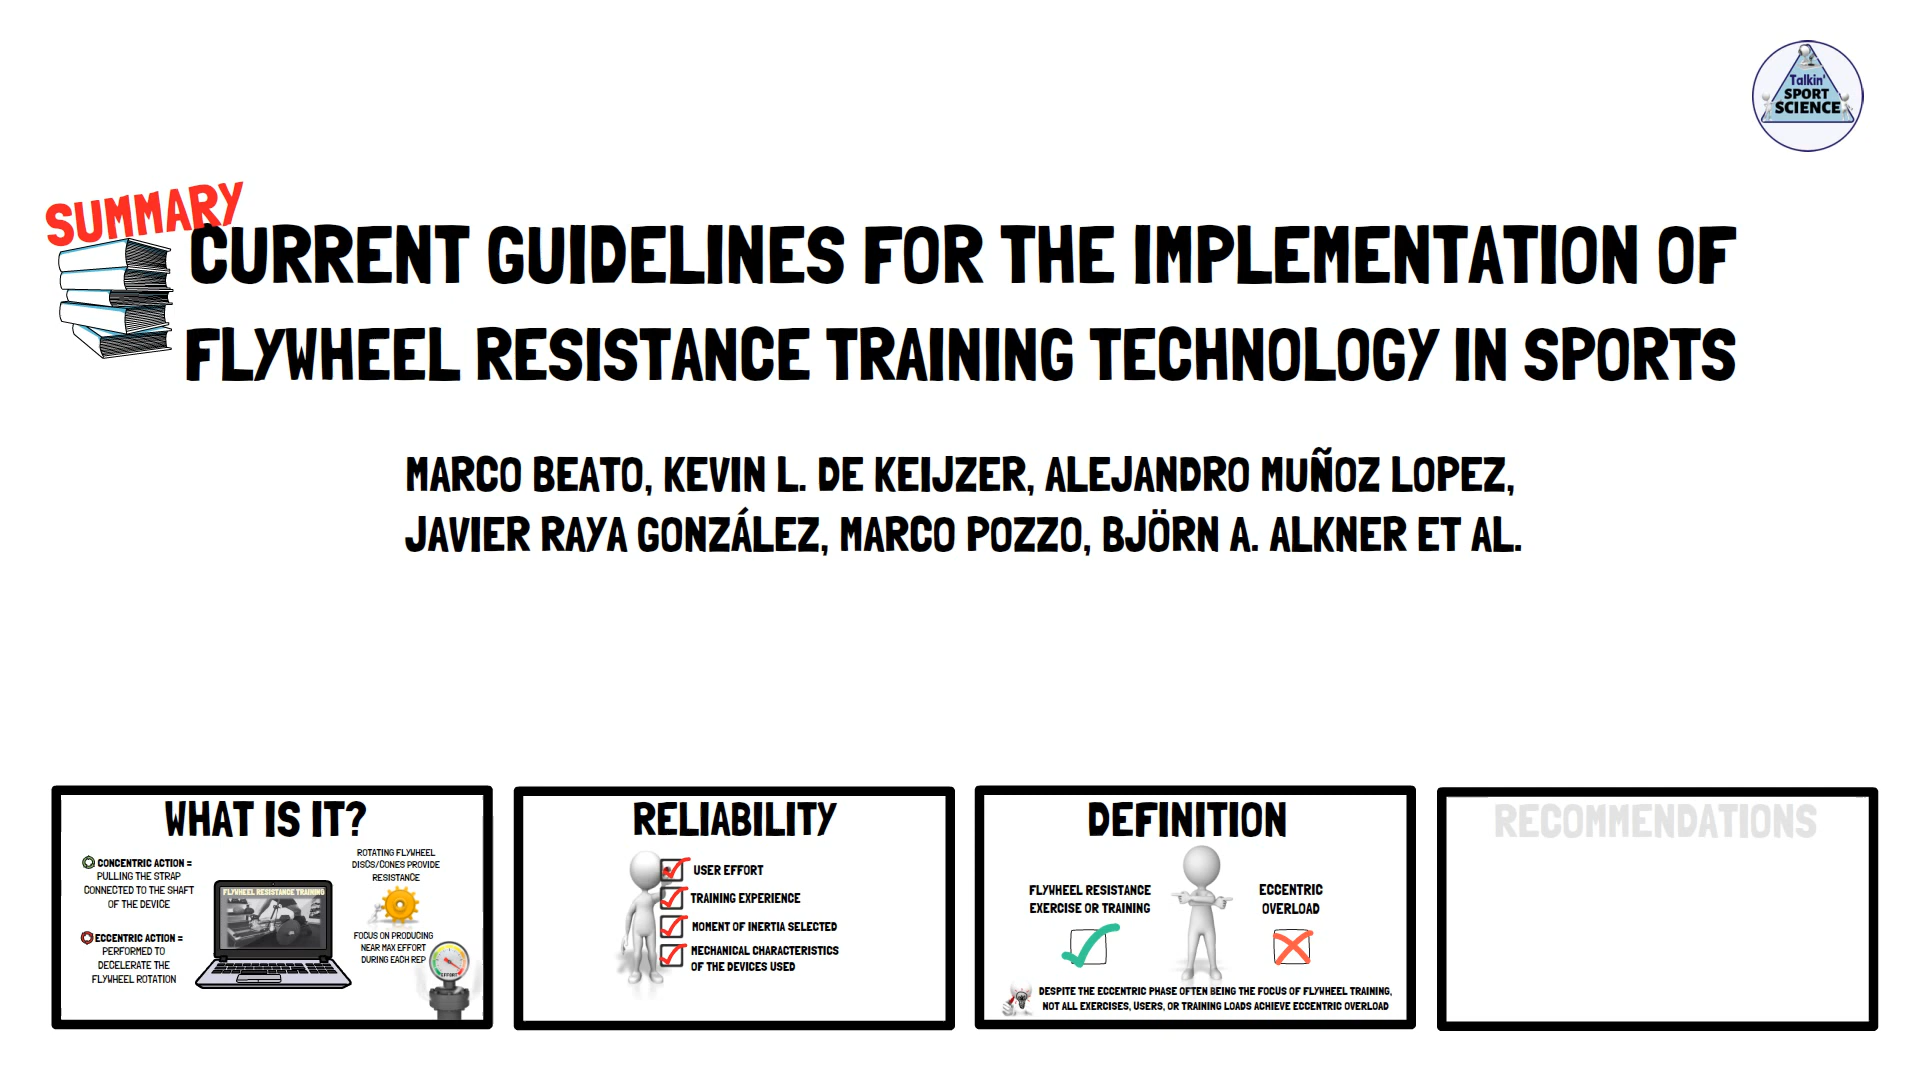 Talkin'
SPORT
SCIENCE
SUMMARY
CURRENT GUIDELINES FOR THE IMPLEMENTATION OF
FLYWHEEL RESISTANCE TRAINING TECHNOLOGY IN SPORTS
MARCO BEATO, KEVIN L. DE KEIJZER, ALEJANDRO MUÑOZ LOPEZ,
JAVIER RAYA GONZÁLEZ, MARCO POZZO, BJÖRN A. ALKNER ET AL.
WHAT IS IT?
CONCENTRIC ACTION =
PULLING THE STRAP
CONNECTED TO THE SHAFT
OF THE DEVICE
ECCENTRIC ACTION =
PERFORMED TO
DECELERATE THE
FLYWHEEL ROTATION
FLYWHEEL RESISTANCE TRAINING
ROTATING FLYWHEEL
DISCS/CONES PROVIDE
RESISTANCE
FOCUS ON PRODUCING
NEAR MAX EFFORT
DURING EACH REP
EFFORT
RELIABILITY
USER EFFORT
TRAINING EXPERIENCE
MOMENT OF INERTIA SELECTED
MECHANICAL CHARACTERISTICS
OF THE DEVICES USED
DEFINITION
FLYWHEEL RESISTANCE
EXERCISE OR TRAINING
ECCENTRIC
OVERLOAD
DESPITE THE ECCENTRIC PHASE OFTEN BEING THE FOCUS OF FLYWHEEL TRAINING,
NOT ALL EXERCISES, USERS, OR TRAINING LOADS ACHIEVE ECCENTRIC OVERLOAD
RECOMMENDATIONS